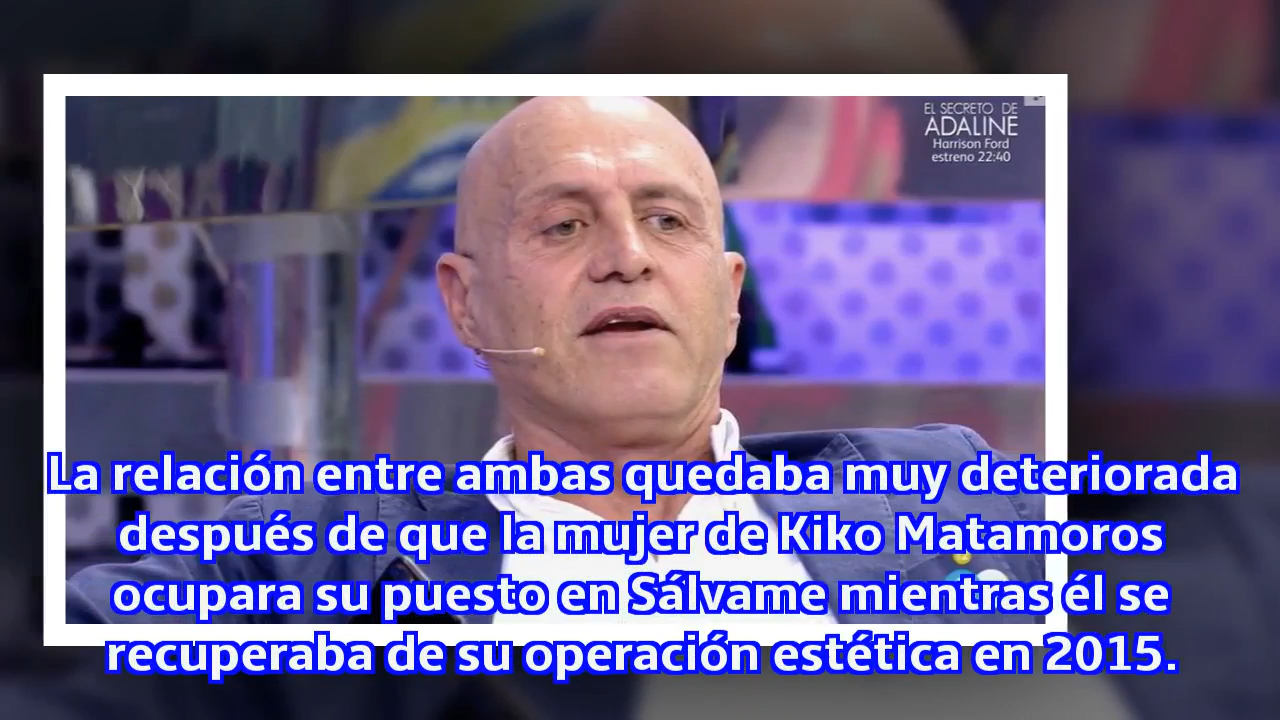 EL SECRETO DE
ADALINE
Harrison Ford
estreno 22:40
La relación entre ambas quedaba muy deteriorada
después de que la mujer de Kiko Matamoros
ocupara su puesto en Sálvame mientras él se
recuperaba de su operación estética en 2015.